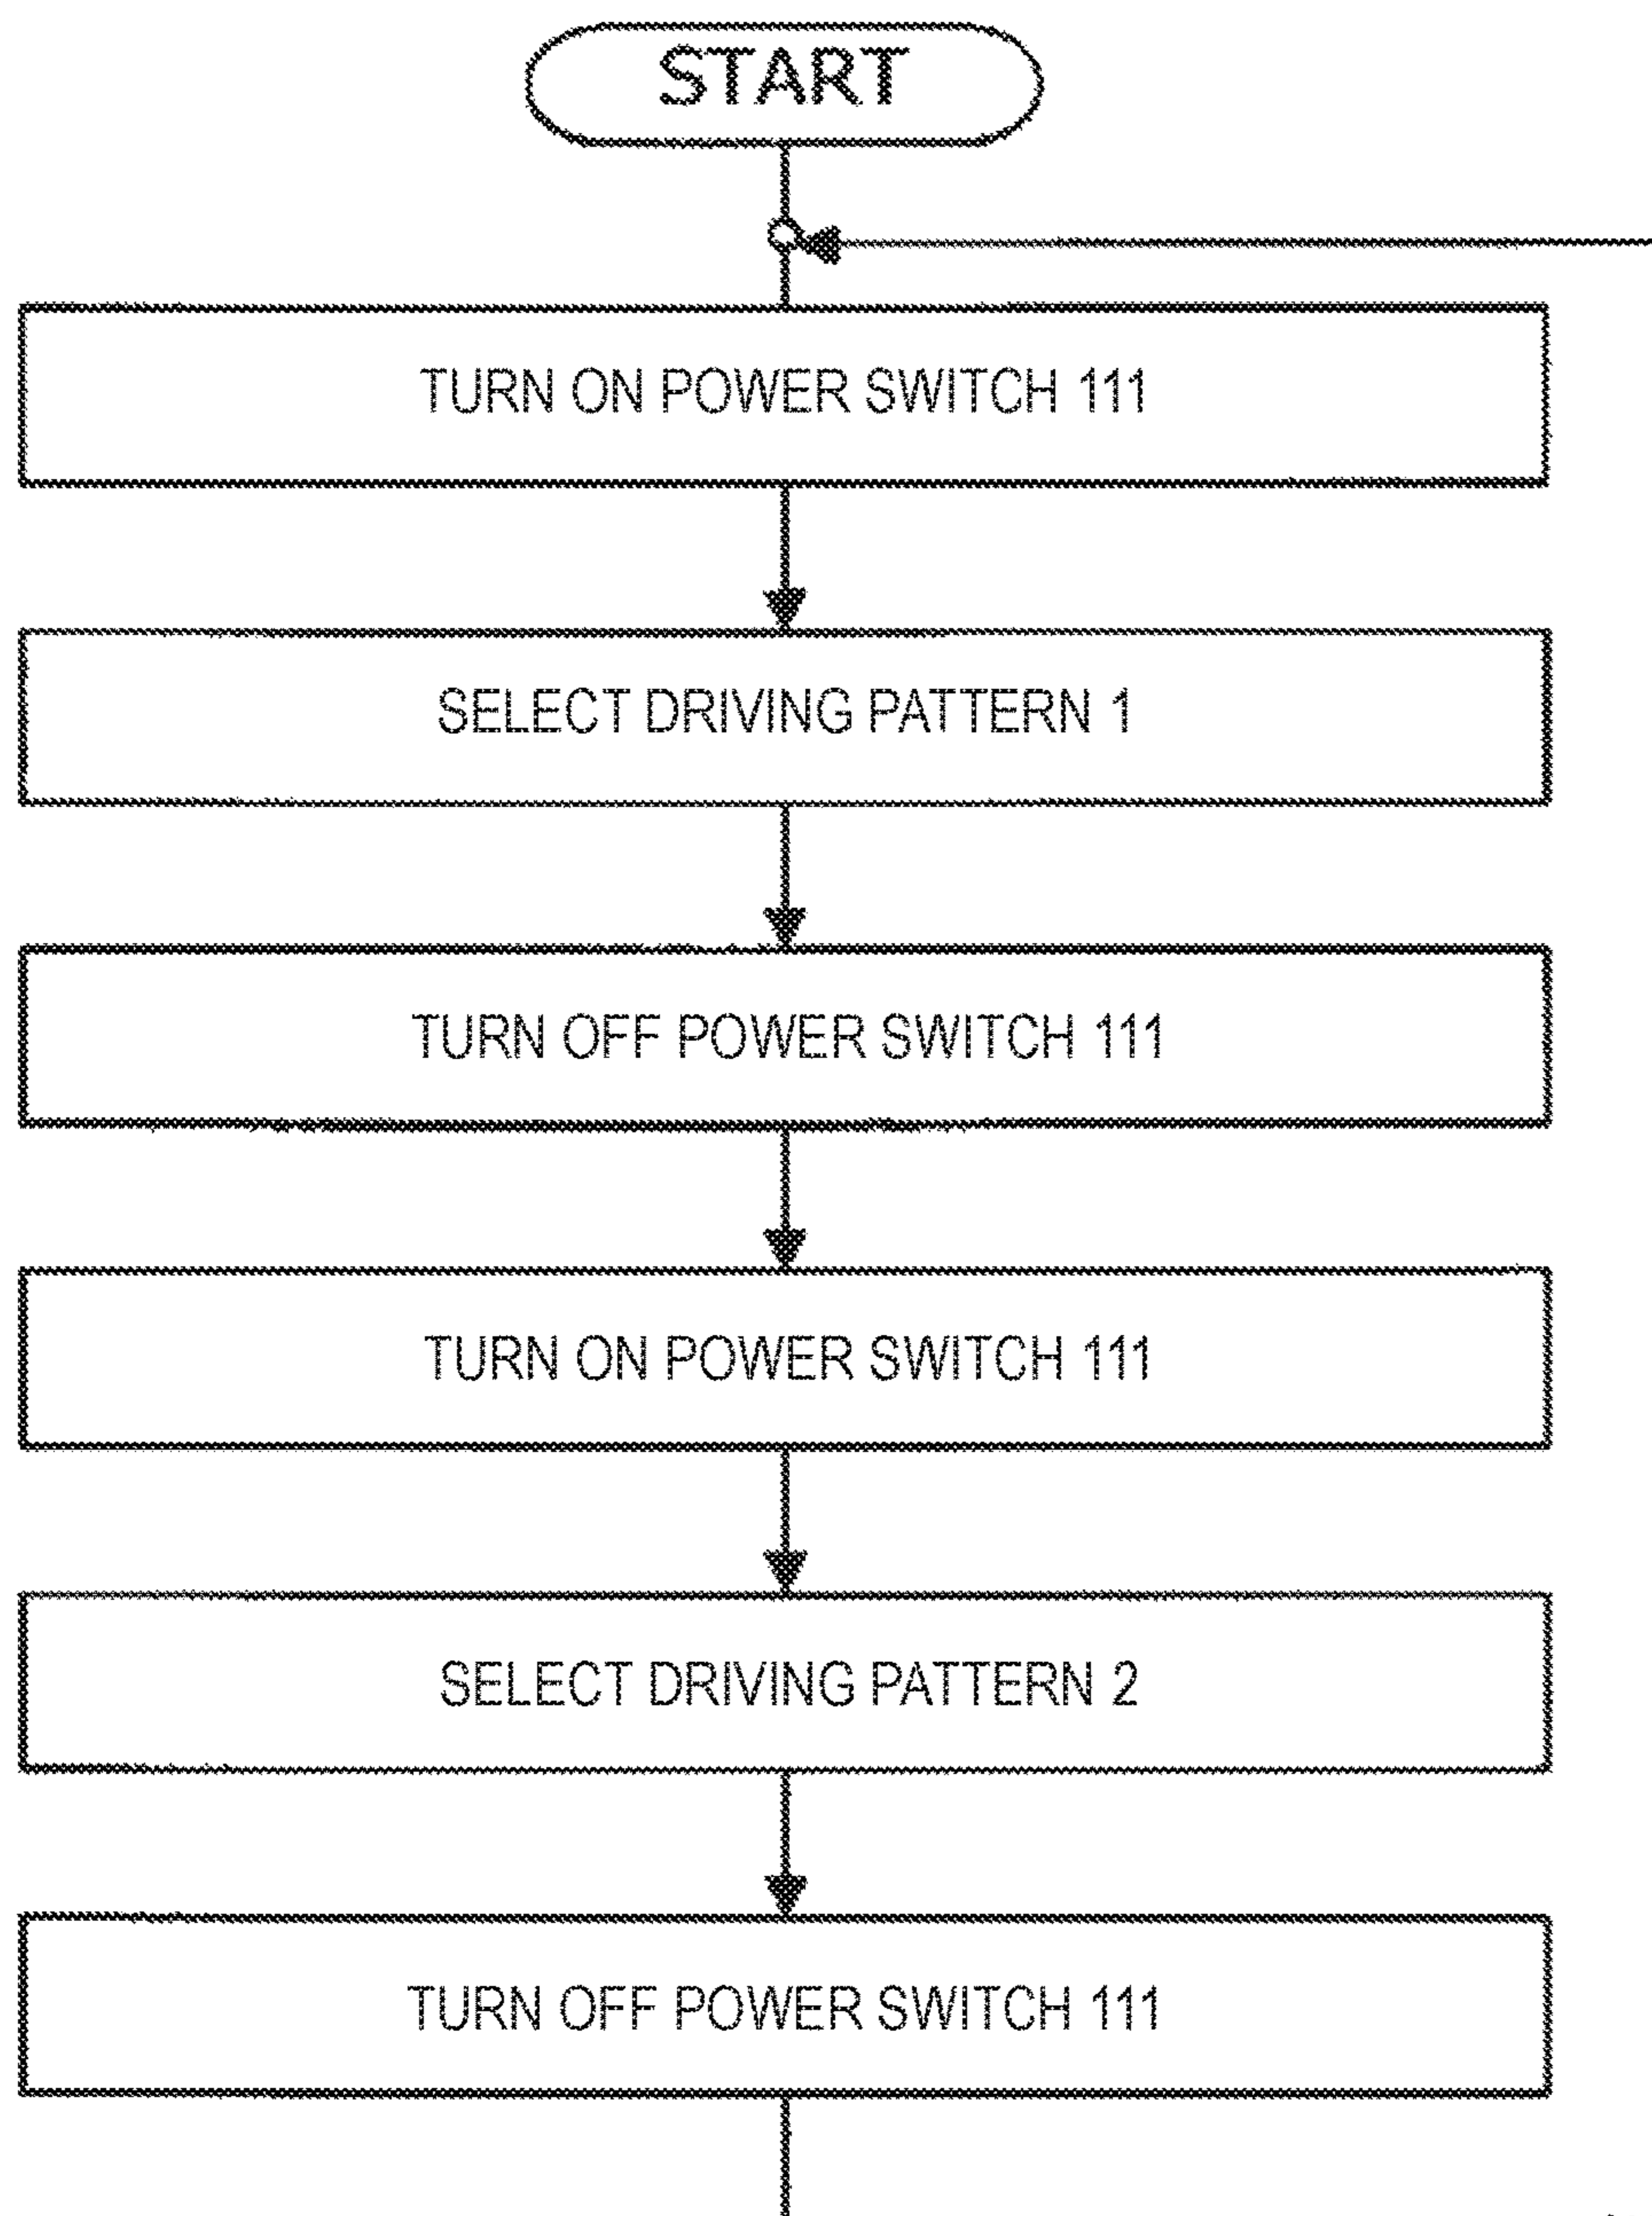 START
TURN ON POWER SWITCH 111
SELECT DRIVING PATTERN 1
TURN OFF POWER SWITCH 111
TURN ON POWER SWITCH 111
SELECT DRIVING PATTERN 2
TURN OFF POWER SWITCH 111